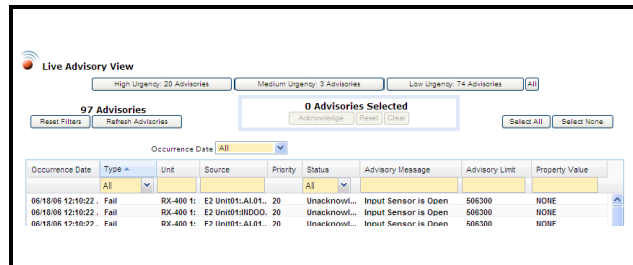 Live Advisory View
High Urgency: 20 Advisories Medium Urgency: 3 Advisories Low Urgency: 74 Advisories All
97 Advisories 0 Advisories Selected
Reset Filters Refresh Advisories Acknowledge Reset Clear Select All Select None
Occurrence Date All
Occurrence Date Type Unit Source Priority Status Advisory Message Advisory Limit Property Value
All All
06/18/06 12:10:22 . Fail RX-400 1: E2 Unit01:.AI.01.. 20 Unacknowl... Input Sensor is Open 506300 NONE
06/18/06 12:10:22 . Fail RX-400 1: E2 Unit01:INDOO. 20 Unacknowl... Input Sensor is Open 506300 NONE
06/18/06 12:10:22 . Fail RX-400 1: E2 Unit01:.AI.01.. 20 Unacknowl... Input Sensor is Open 506300 NONE